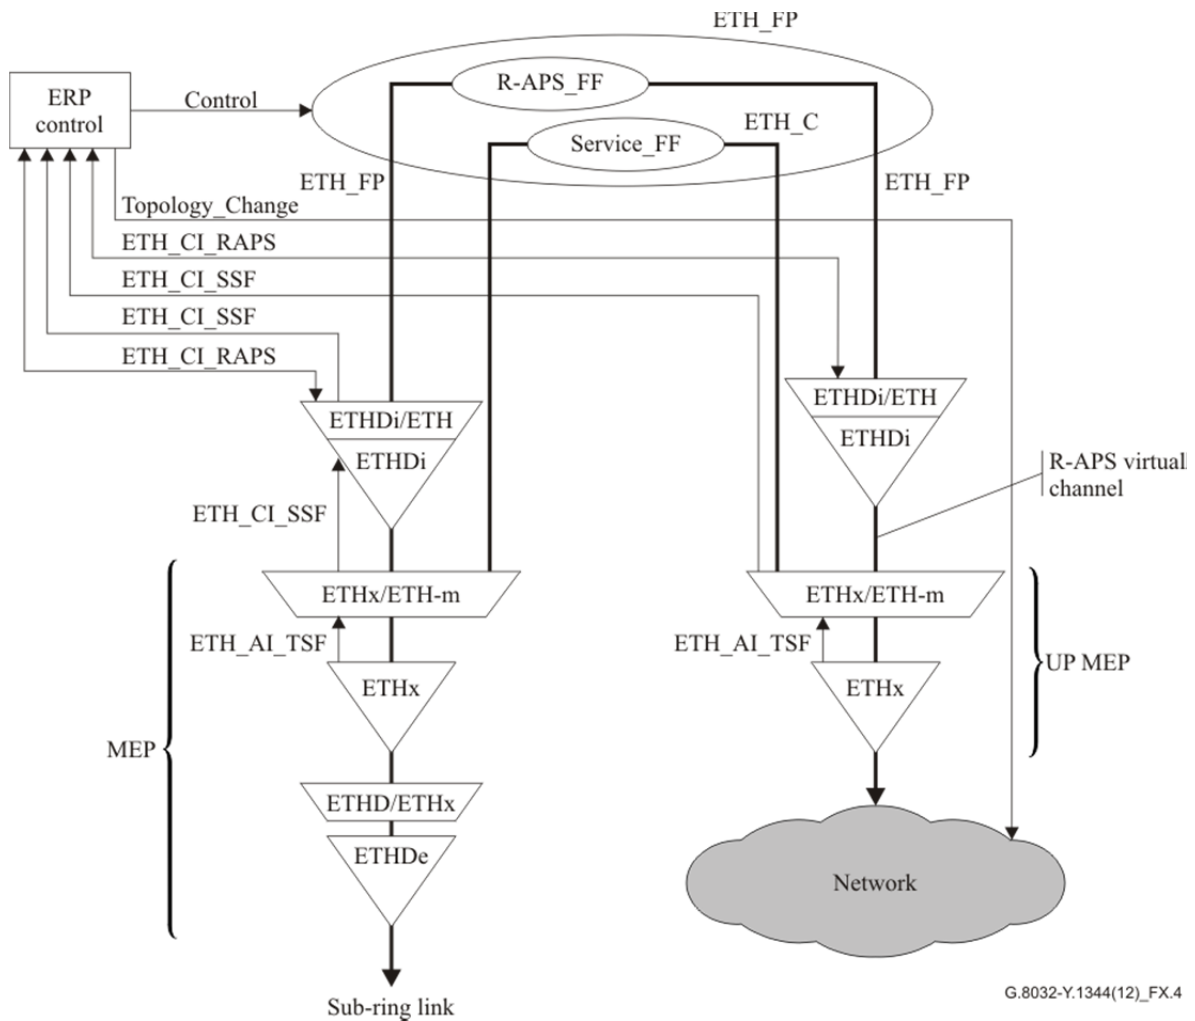 ETH_FP
R-APS_FF
ERP
control
Control
ETH_C
Service_FF
ETH_FP
ETH_FP
Topology_Change
ETH_CI_RAPS
ETH_CI_SSF
ETH_CI_SSF
ETH_CI_RAPS
ETHDi/ETH
ETHDi
ETHDi/ETH
ETHDi
R-APS virtual
channel
ETH_CI_SSF
ETHx/ETH-m
ETHx/ETH-m
ETH_AI_TSF
ETH_AI_TSF
UP MEP
ETHx
ETHx
MEP
ETHD/ETHx
ETHDe
Network
Sub-ring link
G.8032-Y.1344(12)_FX.4